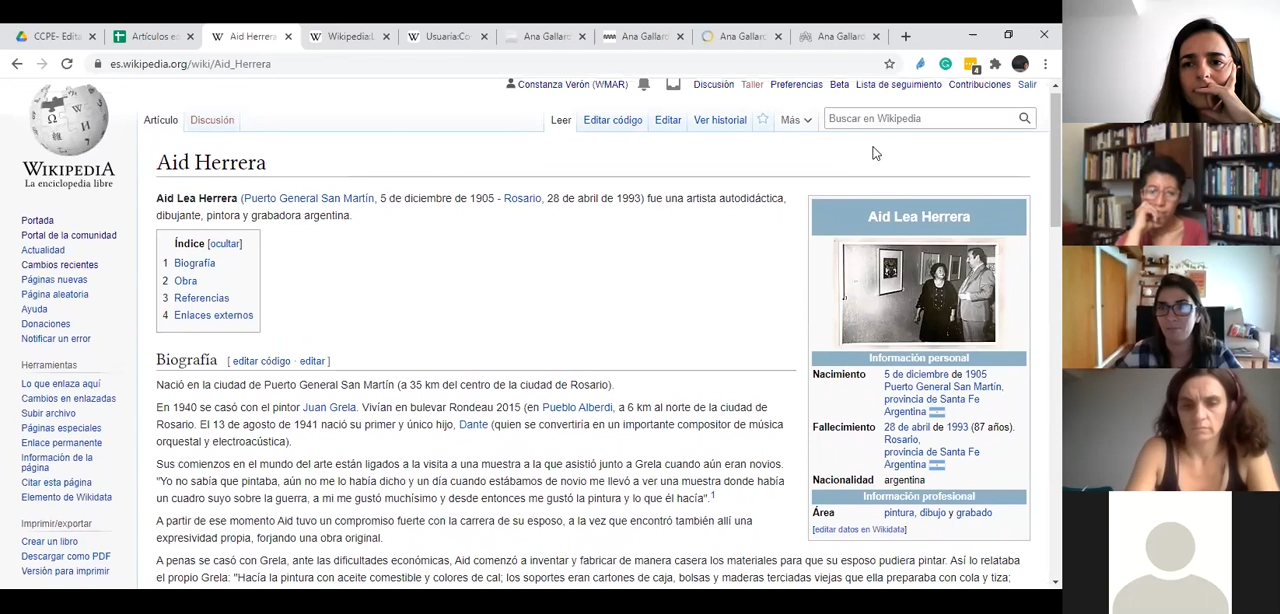 CCPE- Edita
Artículos e
Aid Herrera
Wikipedia:L
Usuaria:Co
Ana Gallard
Ana Gallard
Ana Gallard
Ana Gallard
es.wikipedia.org/wiki/Aid_Herrera
4
Constanza Verón (WMAR)
Discusión
Taller
Preferencias
Beta
Lista de seguimiento
Contribuciones
Salir
Artículo
Discusión
Leer
Editar código
Editar
Ver historial
Más
Buscar en Wikipedia
WIKIPEDIA
La enciclopedia libre
Portada
Portal de la comunidad
Actualidad
Cambios recientes
Páginas nuevas
Página aleatoria
Ayuda
Donaciones
Notificar un error
Herramientas
Lo que enlaza aquí
Cambios en enlazadas
Subir archivo
Páginas especiales
Enlace permanente
Información de la
página
Citar esta página
Elemento de Wikidata
Imprimir/exportar
Crear un libro
Descargar como PDF
Versión para imprimir
Aid Herrera
Aid Lea Herrera (Puerto General San Martín, 5 de diciembre de 1905 - Rosario, 28 de abril de 1993) fue una artista autodidáctica,
dibujante, pintora y grabadora argentina.
Índice [ocultar]
1 Biografía
2 Obra
3 Referencias
4 Enlaces externos
Biografía [ editar código · editar ]
Nació en la ciudad de Puerto General San Martín (a 35 km del centro de la ciudad de Rosario).
En 1940 se casó con el pintor Juan Grela. Vivían en bulevar Rondeau 2015 (en Pueblo Alberdi, a 6 km al norte de la ciudad de
Rosario. El 13 de agosto de 1941 nació su primer y único hijo, Dante (quien se convertiría en un importante compositor de música
orquestal y electroacústica).
Sus comienzos en el mundo del arte están ligados a la visita a una muestra a la que asistió junto a Grela cuando aún eran novios.
"Yo no sabía que pintaba, aún no me lo había dicho y un día cuando estábamos de novio me llevó a ver una muestra donde había
un cuadro suyo sobre la guerra, a mi me gustó muchísimo y desde entonces me gustó la pintura y lo que él hacía".1
A partir de ese momento Aid tuvo un compromiso fuerte con la carrera de su esposo, a la vez que encontró también allí una
expresividad propia, forjando una obra original.
A penas se casó con Grela, ante las dificultades económicas, Aid comenzó a inventar y fabricar de manera casera los materiales para que su esposo pudiera pintar. Así lo relataba
el propio Grela: "Hacía la pintura con aceite comestible y colores de cal; los soportes eran cartones de caja, bolsas y maderas terciadas viejas que ella preparaba con cola y tiza;
Aid Lea Herrera
Información personal
Nacimiento 5 de diciembre de 1905
Puerto General San Martín,
provincia de Santa Fe
Argentina
Fallecimiento 28 de abril de 1993 (87 años).
Rosario,
provincia de Santa Fe
Argentina
Nacionalidad argentina
Información profesional
Área pintura, dibujo y grabado
[editar datos en Wikidata]